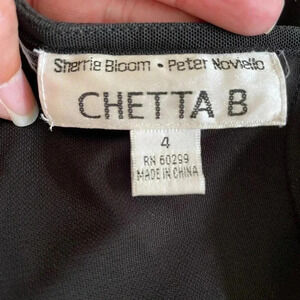 Sherrie Bloom • Peter Noviello
CHETTA B
4
RN 60299
MADE IN CHINA